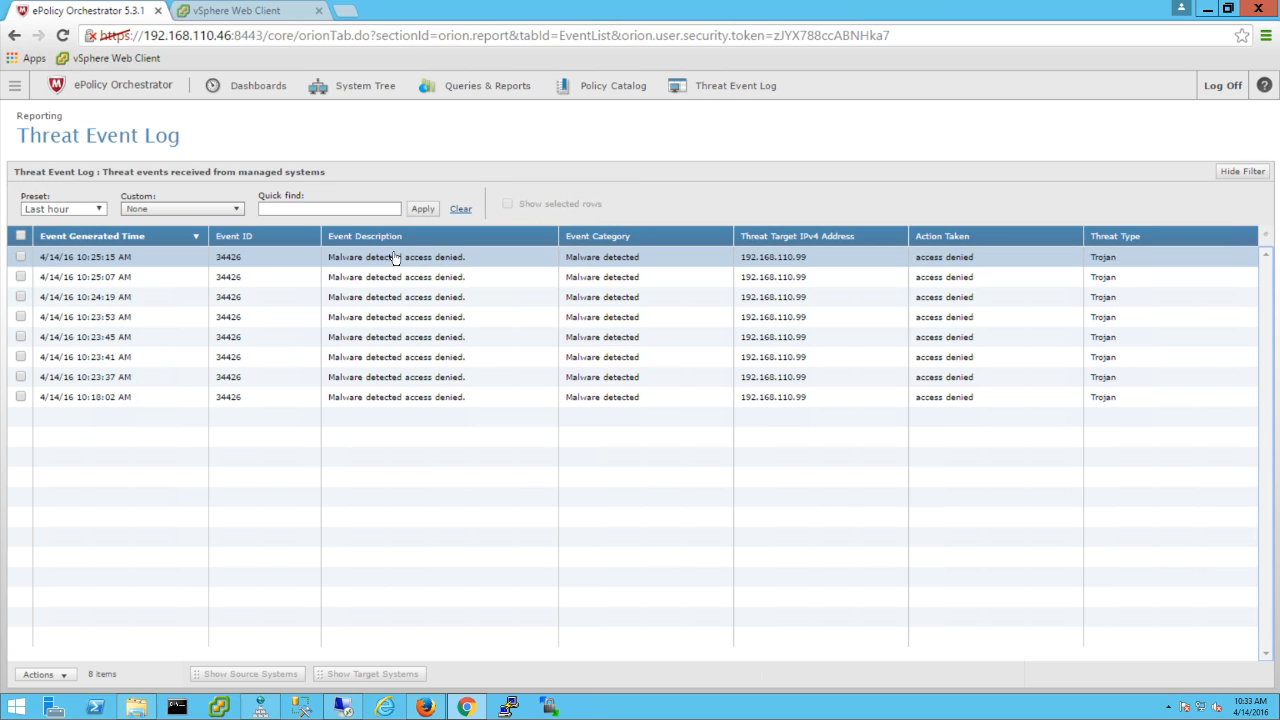 ePolicy Orchestrator 5.3.1
vSphere Web Client
https://192.168.110.46:8443/core/orionTab.do?sectionId=orion.report&tabId=EventList&orion.user.security.token=zJYX788ccABNHka7
Apps vSphere Web Client
ePolicy Orchestrator Dashboards System Tree Queries & Reports Policy Catalog Threat Event Log Log Off ?
Reporting
Threat Event Log
Threat Event Log : Threat events received from managed systems Hide Filter
Preset: Custom: Quick find:
Last hour None Apply Clear Show selected rows
Event Generated Time Event ID Event Description Event Category Threat Target IPv4 Address Action Taken Threat Type
4/14/16 10:25:15 AM 34426 Malware detected access denied. Malware detected 192.168.110.99 access denied Trojan
4/14/16 10:25:07 AM 34426 Malware detected access denied. Malware detected 192.168.110.99 access denied Trojan
4/14/16 10:24:19 AM 34426 Malware detected access denied. Malware detected 192.168.110.99 access denied Trojan
4/14/16 10:23:53 AM 34426 Malware detected access denied. Malware detected 192.168.110.99 access denied Trojan
4/14/16 10:23:45 AM 34426 Malware detected access denied. Malware detected 192.168.110.99 access denied Trojan
4/14/16 10:23:41 AM 34426 Malware detected access denied. Malware detected 192.168.110.99 access denied Trojan
4/14/16 10:23:37 AM 34426 Malware detected access denied. Malware detected 192.168.110.99 access denied Trojan
4/14/16 10:18:02 AM 34426 Malware detected access denied. Malware detected 192.168.110.99 access denied Trojan
Actions 8 items Show Source Systems Show Target Systems
10:33 AM
4/14/2016